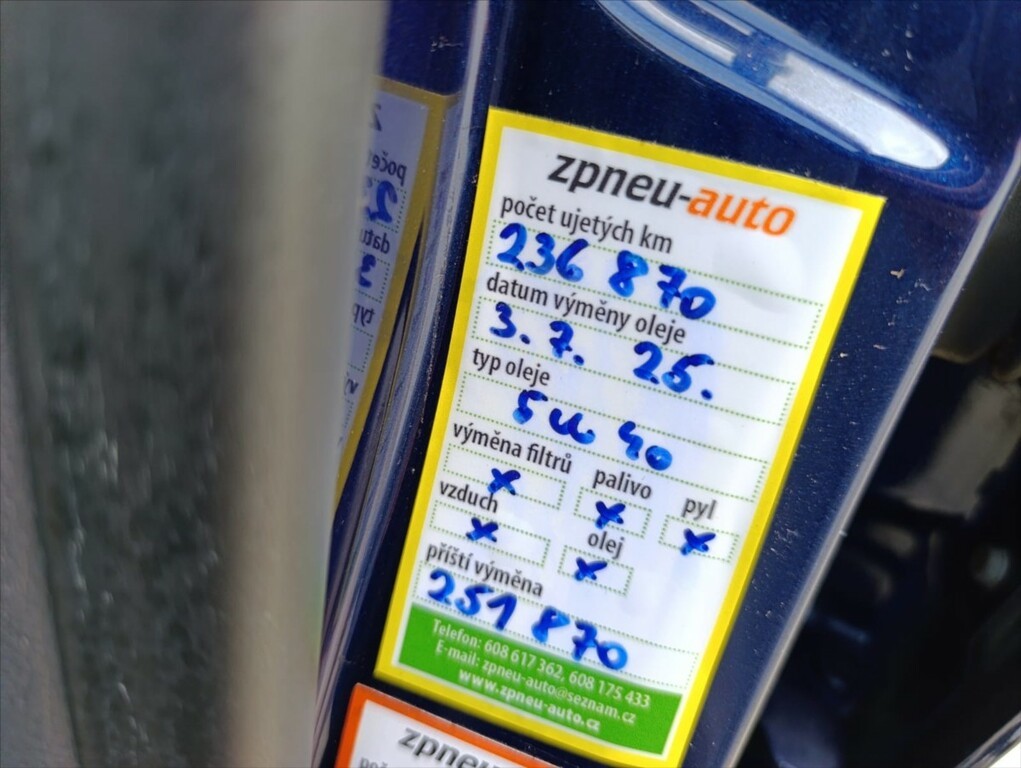 zpneu-auto
počet ujetých km
236 870
datum výměny oleje
3. 7. 25.
typ oleje
5 W 40
výměna filtrů palivo pyl
x x x
vzduch olej
x x
příští výměna
251 870
Telefon: 608 617 362, 608 175 433
E-mail: zpneu-auto@seznam.cz
www.zpneu-auto.cz
zpneu